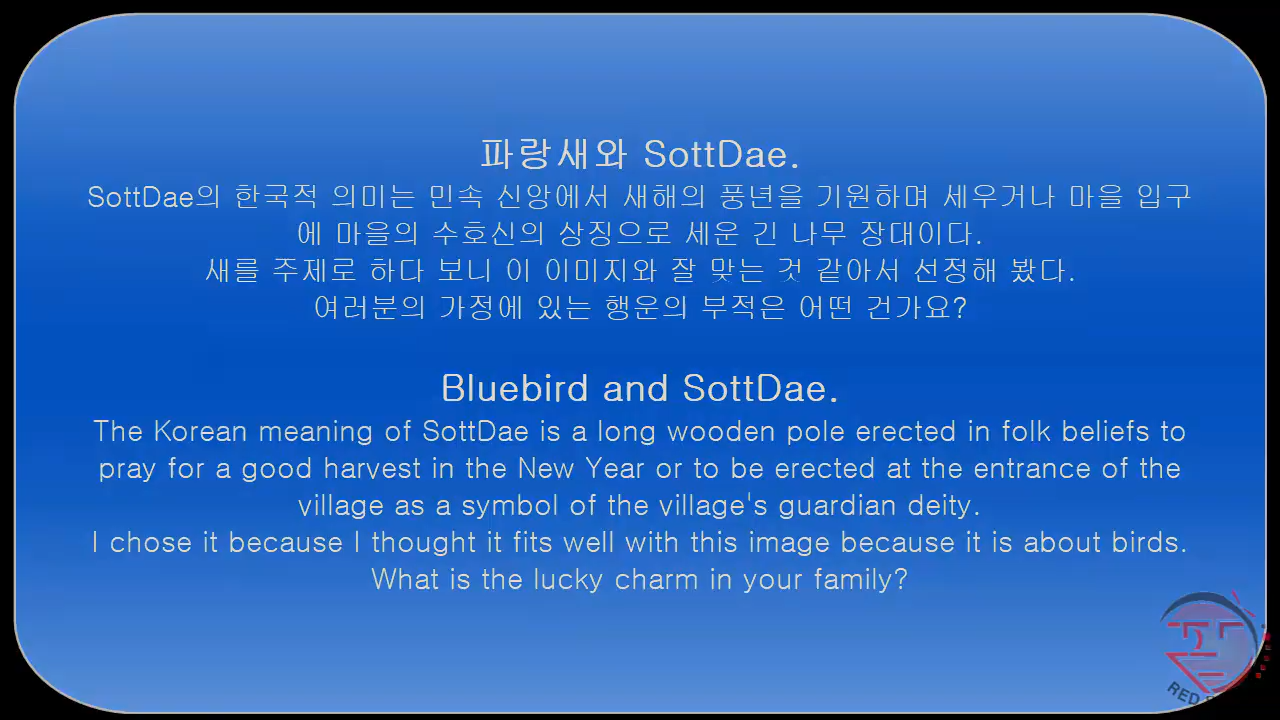 파랑새와 SottDae.
SottDae의 한국적 의미는 민속 신앙에서 새해의 풍년을 기원하며 세우거나 마을 입구
에 마을의 수호신의 상징으로 세운 긴 나무 장대이다.
새를 주제로 하다 보니 이 이미지와 잘 맞는 것 같아서 선정해 봤다.
여러분의 가정에 있는 행운의 부적은 어떤 건가요?
Bluebird and SottDae.
The Korean meaning of SottDae is a long wooden pole erected in folk beliefs to
pray for a good harvest in the New Year or to be erected at the entrance of the
village as a symbol of the village's guardian deity.
I chose it because I thought it fits well with this image because it is about birds.
What is the lucky charm in your family?
RED